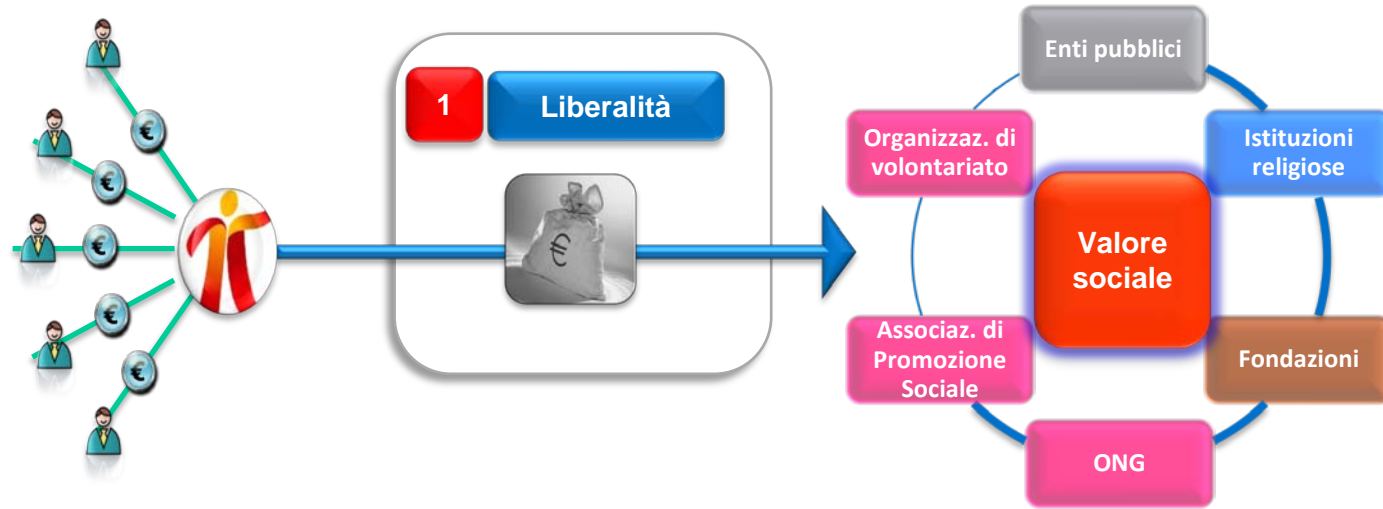 1
Liberalità
€
€
€
€
€
€
Enti pubblici
Organizzaz. di
volontariato
Istituzioni
religiose
Valore
sociale
Associaz. di
Promozione
Sociale
Fondazioni
ONG